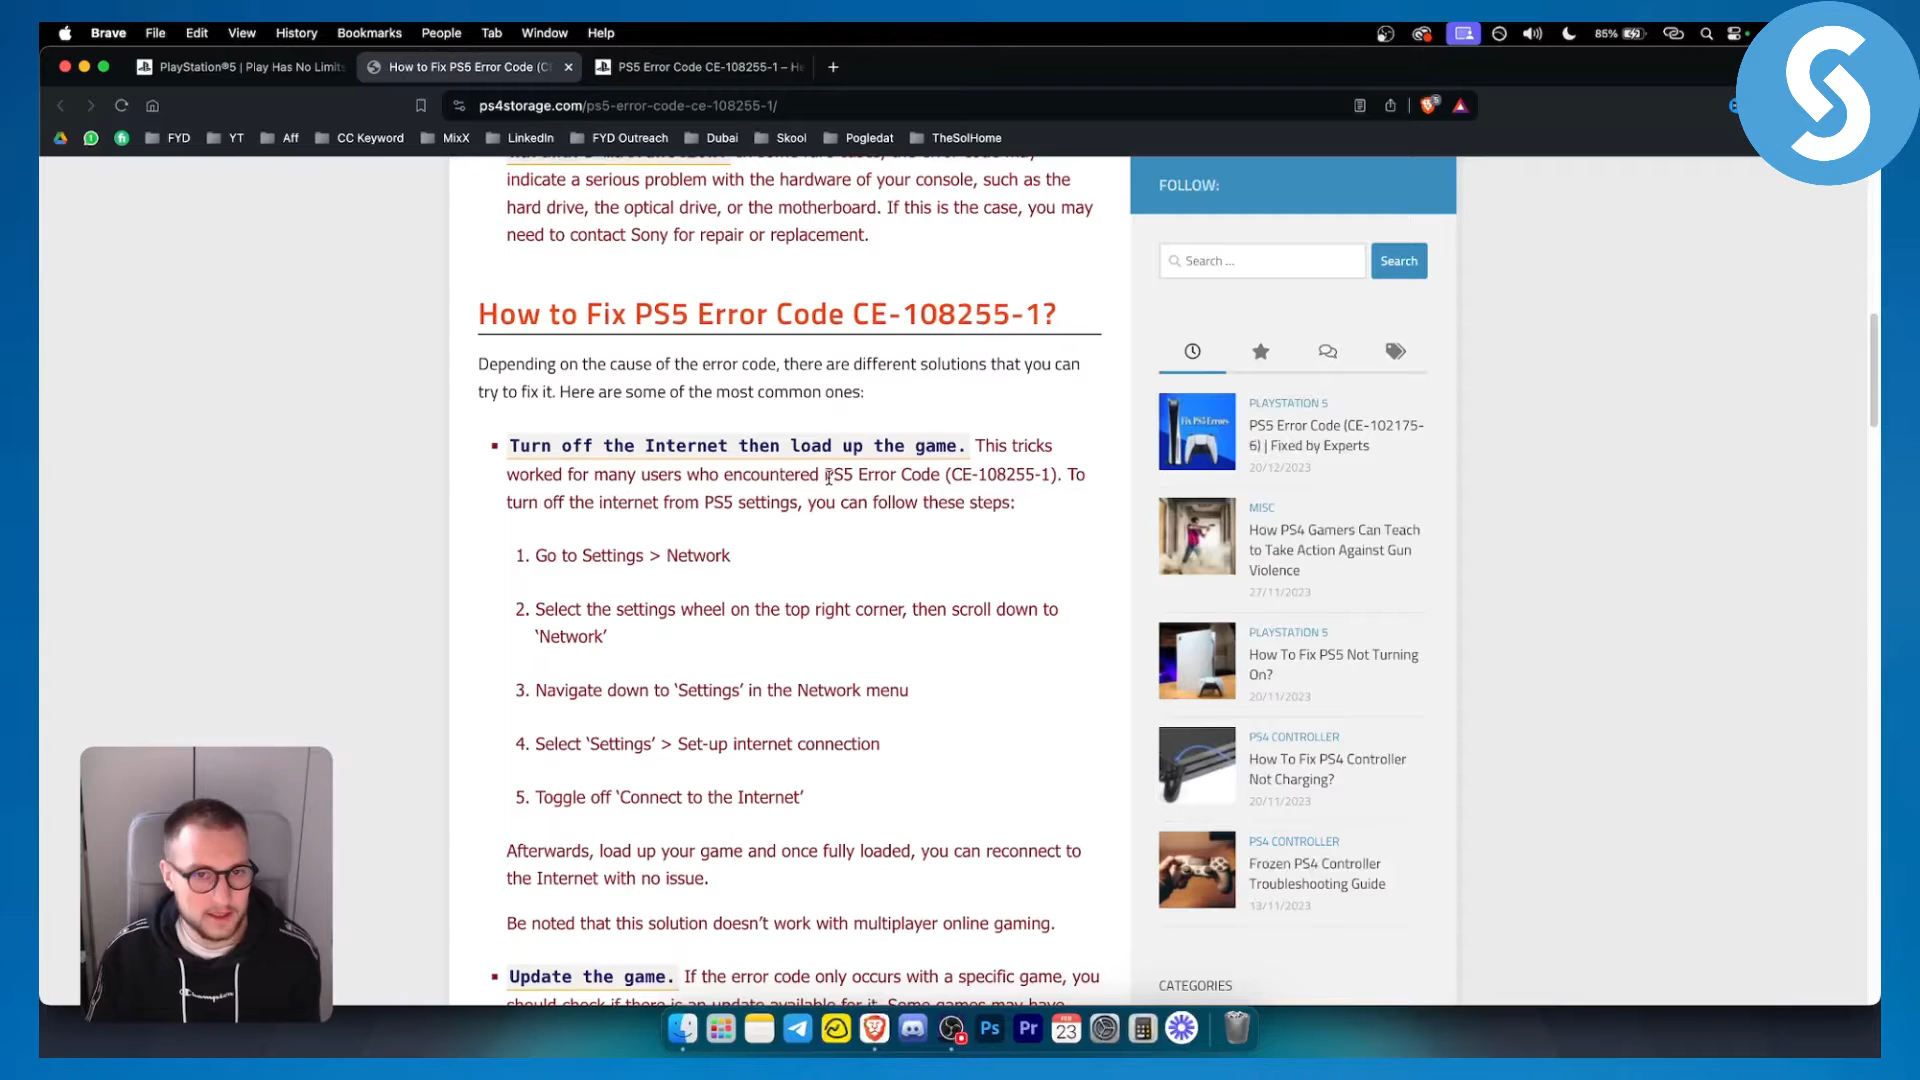 Brave File Edit View History Bookmarks People Tab Window Help 85%
PlayStation®5 | Play Has No Limits
How to Fix PS5 Error Code (C
PS5 Error Code CE-108255-1 – He
ps4storage.com/ps5-error-code-ce-108255-1/
FYD YT Aff CC Keyword MixX LinkedIn FYD Outreach Dubai Skool Pogledat TheSolHome
indicate a serious problem with the hardware of your console, such as the
hard drive, the optical drive, or the motherboard. If this is the case, you may
need to contact Sony for repair or replacement.
How to Fix PS5 Error Code CE-108255-1?
Depending on the cause of the error code, there are different solutions that you can
try to fix it. Here are some of the most common ones:
Turn off the Internet then load up the game. This tricks
worked for many users who encountered PS5 Error Code (CE-108255-1). To
turn off the internet from PS5 settings, you can follow these steps:
1. Go to Settings > Network
2. Select the settings wheel on the top right corner, then scroll down to
‘Network’
3. Navigate down to ‘Settings’ in the Network menu
4. Select ‘Settings’ > Set-up internet connection
5. Toggle off ‘Connect to the Internet’
Afterwards, load up your game and once fully loaded, you can reconnect to
the Internet with no issue.
Be noted that this solution doesn’t work with multiplayer online gaming.
Update the game. If the error code only occurs with a specific game, you
should check if there is an update available for it. Some games may have
FOLLOW:
Search ...
Search
PLAYSTATION 5
PS5 Error Code (CE-102175-
6) | Fixed by Experts
20/12/2023
MISC
How PS4 Gamers Can Teach
to Take Action Against Gun
Violence
27/11/2023
PLAYSTATION 5
How To Fix PS5 Not Turning
On?
20/11/2023
PS4 CONTROLLER
How To Fix PS4 Controller
Not Charging?
20/11/2023
PS4 CONTROLLER
Frozen PS4 Controller
Troubleshooting Guide
13/11/2023
CATEGORIES
Champion
Ps Pr FEB 23